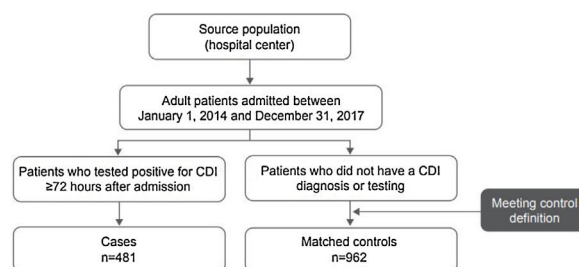 Source population
(hospital center)
Adult patients admitted between
January 1, 2014 and December 31, 2017
Patients who tested positive for CDI
≥72 hours after admission
Patients who did not have a CDI
diagnosis or testing
Meeting control
definition
Cases
n=481
Matched controls
n=962